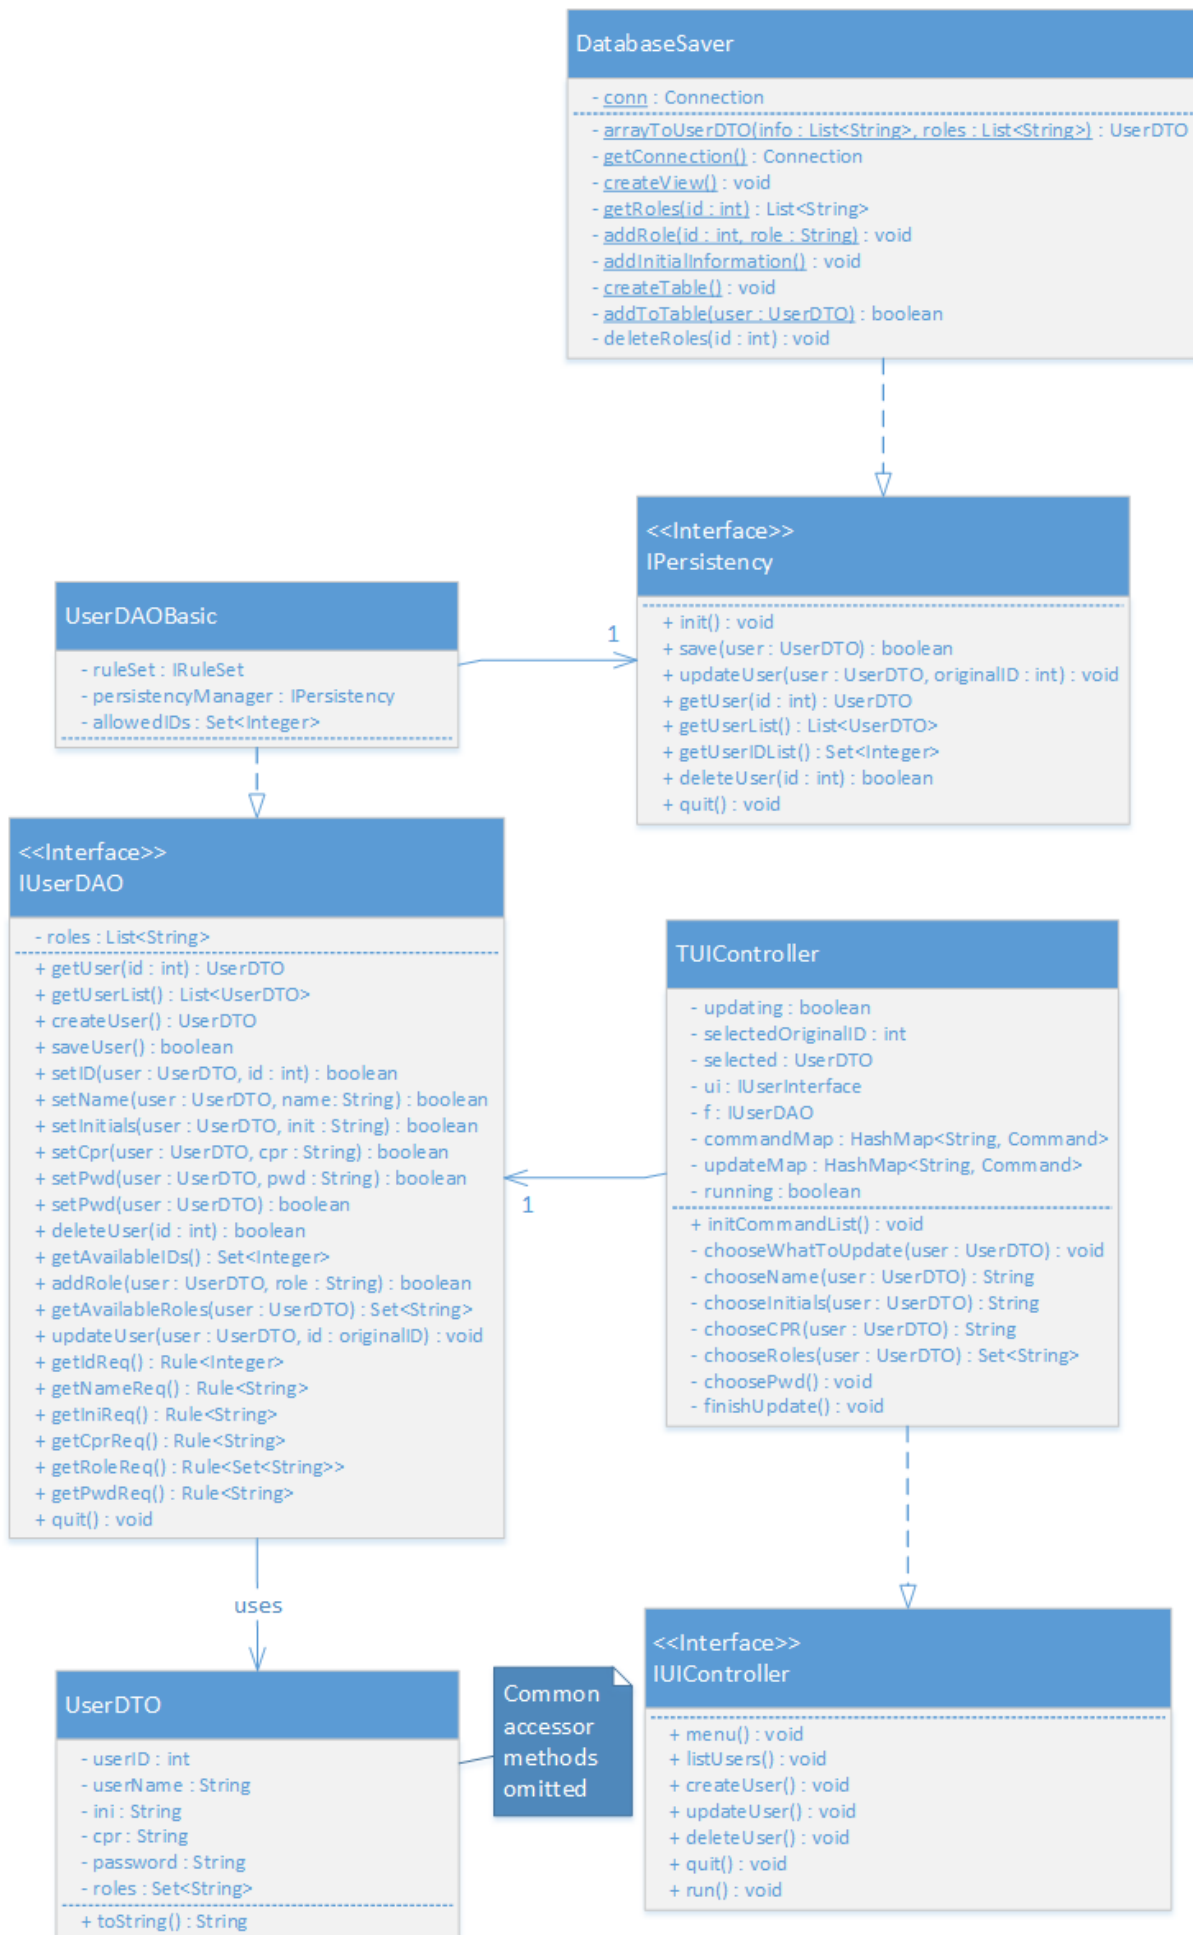 DatabaseSaver
- conn : Connection
- arrayToUserDTO(info : List<String>, roles : List<String>) : UserDTO
- getConnection() : Connection
- createView() : void
- getRoles(id : int) : List<String>
- addRole(id : int, role : String) : void
- addInitialInformation() : void
- createTable() : void
- addToTable(user : UserDTO) : boolean
- deleteRoles(id : int) : void
<<Interface>>
IPersistency
+ init() : void
+ save(user : UserDTO) : boolean
+ updateUser(user : UserDTO, originalID : int) : void
+ getUser(id : int) : UserDTO
+ getUserList() : List<UserDTO>
+ getUserIDList() : Set<Integer>
+ deleteUser(id : int) : boolean
+ quit() : void
UserDAOBasic
- ruleSet : IRuleSet
- persistencyManager : IPersistency
- allowedIDs : Set<Integer>
1
<<Interface>>
IUserDAO
- roles : List<String>
+ getUser(id : int) : UserDTO
+ getUserList() : List<UserDTO>
+ createUser() : UserDTO
+ saveUser() : boolean
+ setID(user : UserDTO, id : int) : boolean
+ setName(user : UserDTO, name: String) : boolean
+ setInitials(user : UserDTO, init : String) : boolean
+ setCpr(user : UserDTO, cpr : String) : boolean
+ setPwd(user : UserDTO, pwd : String) : boolean
+ setPwd(user : UserDTO) : boolean
+ deleteUser(id : int) : boolean
+ getAvailableIDs() : Set<Integer>
+ addRole(user : UserDTO, role : String) : boolean
+ getAvailableRoles(user : UserDTO) : Set<String>
+ updateUser(user : UserDTO, id : originalID) : void
+ getIdReq() : Rule<Integer>
+ getNameReq() : Rule<String>
+ getIniReq() : Rule<String>
+ getCprReq() : Rule<String>
+ getRoleReq() : Rule<Set<String>>
+ getPwdReq() : Rule<String>
+ quit() : void
1
TUIController
- updating : boolean
- selectedOriginalID : int
- selected : UserDTO
- ui : IUserInterface
- f : IUserDAO
- commandMap : HashMap<String, Command>
- updateMap : HashMap<String, Command>
- running : boolean
+ initCommandList() : void
- chooseWhatToUpdate(user : UserDTO) : void
- chooseName(user : UserDTO) : String
- chooseInitials(user : UserDTO) : String
- chooseCPR(user : UserDTO) : String
- chooseRoles(user : UserDTO) : Set<String>
- choosePwd() : void
- finishUpdate() : void
uses
UserDTO
- userID : int
- userName : String
- ini : String
- cpr : String
- password : String
- roles : Set<String>
+ toString() : String
Common
accessor
methods
omitted
<<Interface>>
IUIController
+ menu() : void
+ listUsers() : void
+ createUser() : void
+ updateUser() : void
+ deleteUser() : void
+ quit() : void
+ run() : void